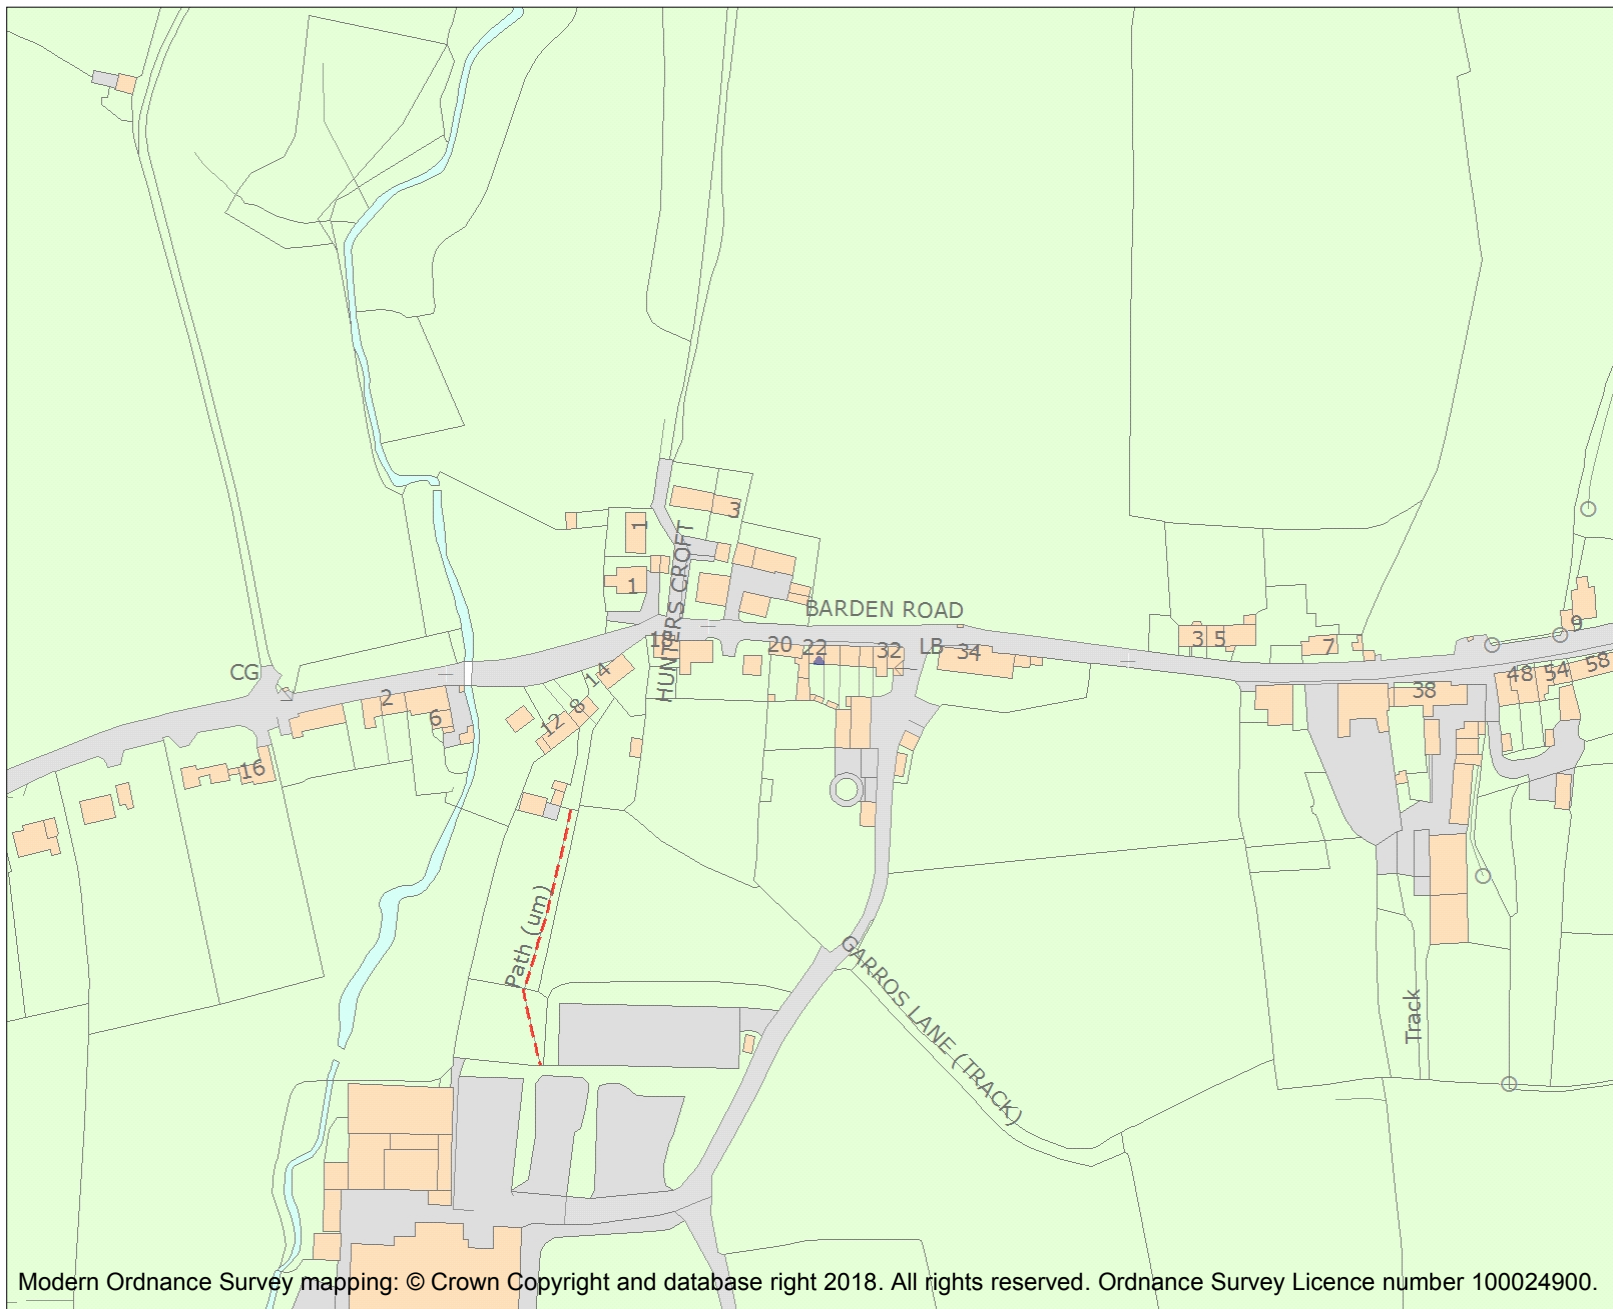 3
1
HUNTERS CROFT
1
BARDEN ROAD
9
18
20
22
32
LB
34
3
5
7
48
54
58
CG
14
2
6
12
8
38
16
Path (um)
GARROS LANE (TRACK)
Track
Modern Ordnance Survey mapping: © Crown Copyright and database right 2018. All rights reserved. Ordnance Survey Licence number 100024900.